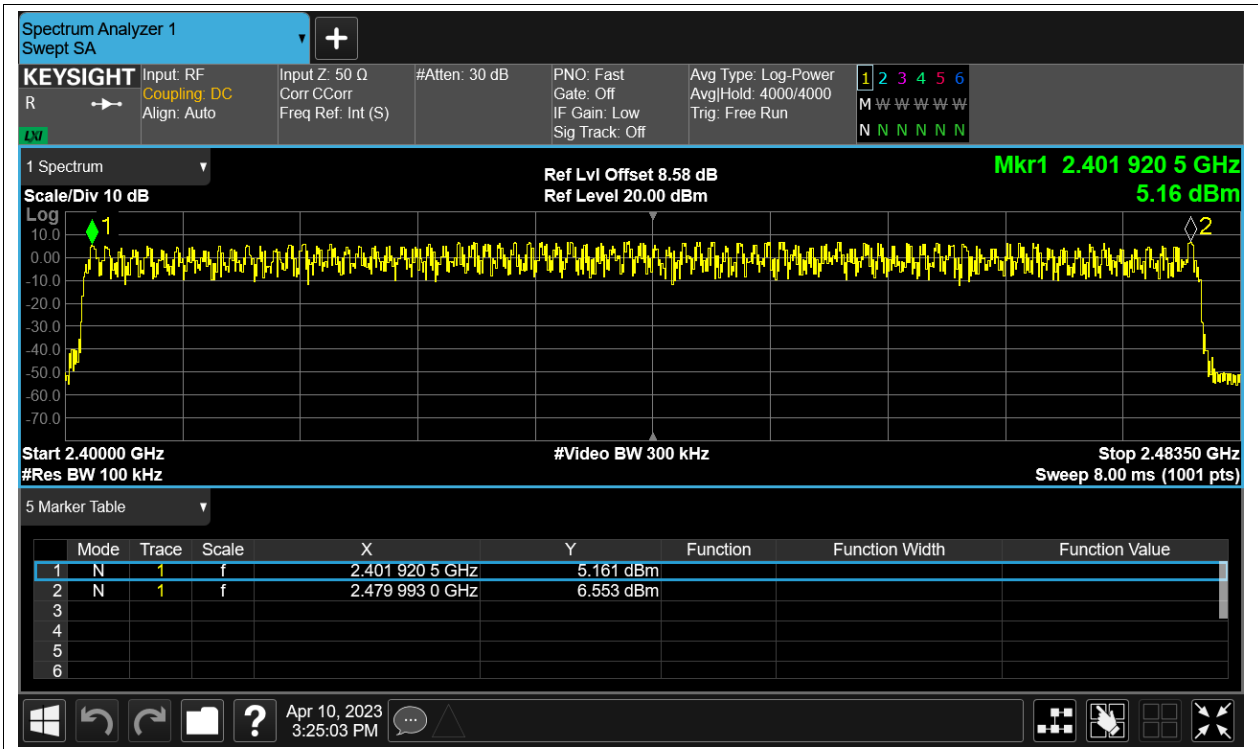 Spectrum Analyzer 1
Swept SA
+
KEYSIGHT Input: RF Input Z: 50 Ω #Atten: 30 dB PNO: Fast Avg Type: Log-Power 1 2 3 4 5 6
R Coupling: DC Corr CCorr Gate: Off Avg|Hold: 4000/4000 M W W W W W
Align: Auto Freq Ref: Int (S) IF Gain: Low Trig: Free Run
LXI Sig Track: Off N N N N N N
1 Spectrum Ref Lvl Offset 8.58 dB Mkr1 2.401 920 5 GHz
Scale/Div 10 dB Ref Level 20.00 dBm 5.16 dBm
Log
1 2
10.0
0.00
-10.0
-20.0
-30.0
-40.0
-50.0
-60.0
-70.0
Start 2.40000 GHz #Video BW 300 kHz Stop 2.48350 GHz
#Res BW 100 kHz Sweep 8.00 ms (1001 pts)
5 Marker Table
Mode Trace Scale X Y Function Function Width Function Value
1 N 1 f 2.401 920 5 GHz 5.161 dBm
2 N 1 f 2.479 993 0 GHz 6.553 dBm
3
4
5
6
? Apr 10, 2023
3:25:03 PM